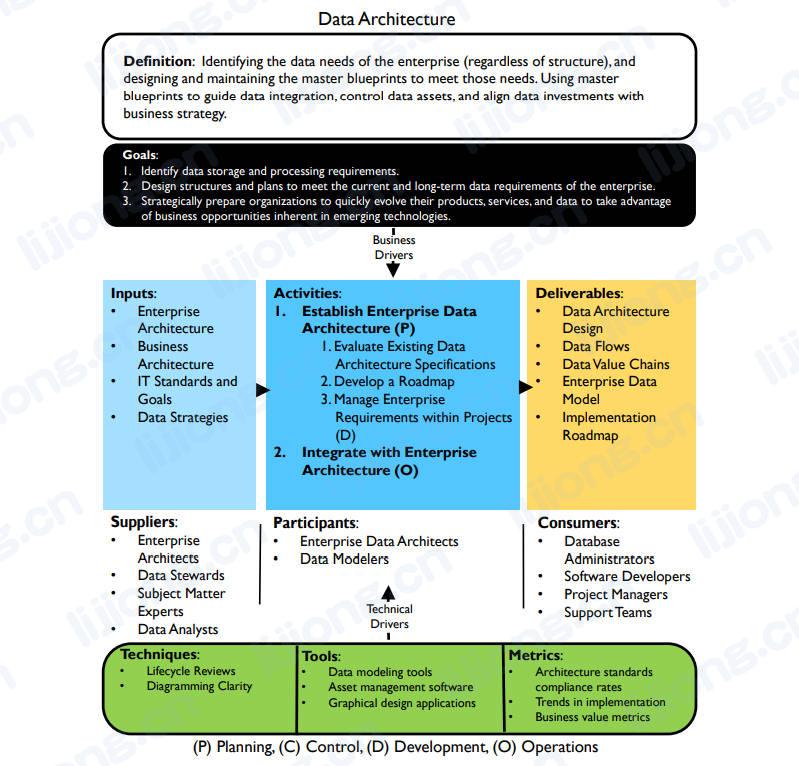 Data Architecture
Definition: Identifying the data needs of the enterprise (regardless of structure), and
designing and maintaining the master blueprints to meet those needs. Using master
blueprints to guide data integration, control data assets, and align data investments with
business strategy.
Goals:
1. Identify data storage and processing requirements.
2. Design structures and plans to meet the current and long-term data requirements of the enterprise.
3. Strategically prepare organizations to quickly evolve their products, services, and data to take advantage
of business opportunities inherent in emerging technologies.
Business
Drivers
Inputs:
• Enterprise
Architecture
• Business
Architecture
• IT Standards and
Goals
• Data Strategies
Activities:
1. Establish Enterprise Data
Architecture (P)
1. Evaluate Existing Data
Architecture Specifications
2. Develop a Roadmap
3. Manage Enterprise
Requirements within Projects
(D)
2. Integrate with Enterprise
Architecture (O)
Deliverables:
• Data Architecture
Design
• Data Flows
• Data Value Chains
• Enterprise Data
Model
• Implementation
Roadmap
Suppliers:
• Enterprise
Architects
• Data Stewards
• Subject Matter
Experts
• Data Analysts
Participants:
• Enterprise Data Architects
• Data Modelers
Consumers:
• Database
Administrators
• Software Developers
• Project Managers
• Support Teams
Technical
Drivers
Techniques:
• Lifecycle Reviews
• Diagramming Clarity
Tools:
• Data modeling tools
• Asset management software
• Graphical design applications
Metrics:
• Architecture standards
compliance rates
• Trends in implementation
• Business value metrics
(P) Planning, (C) Control, (D) Development, (O) Operations
lijiong.cn